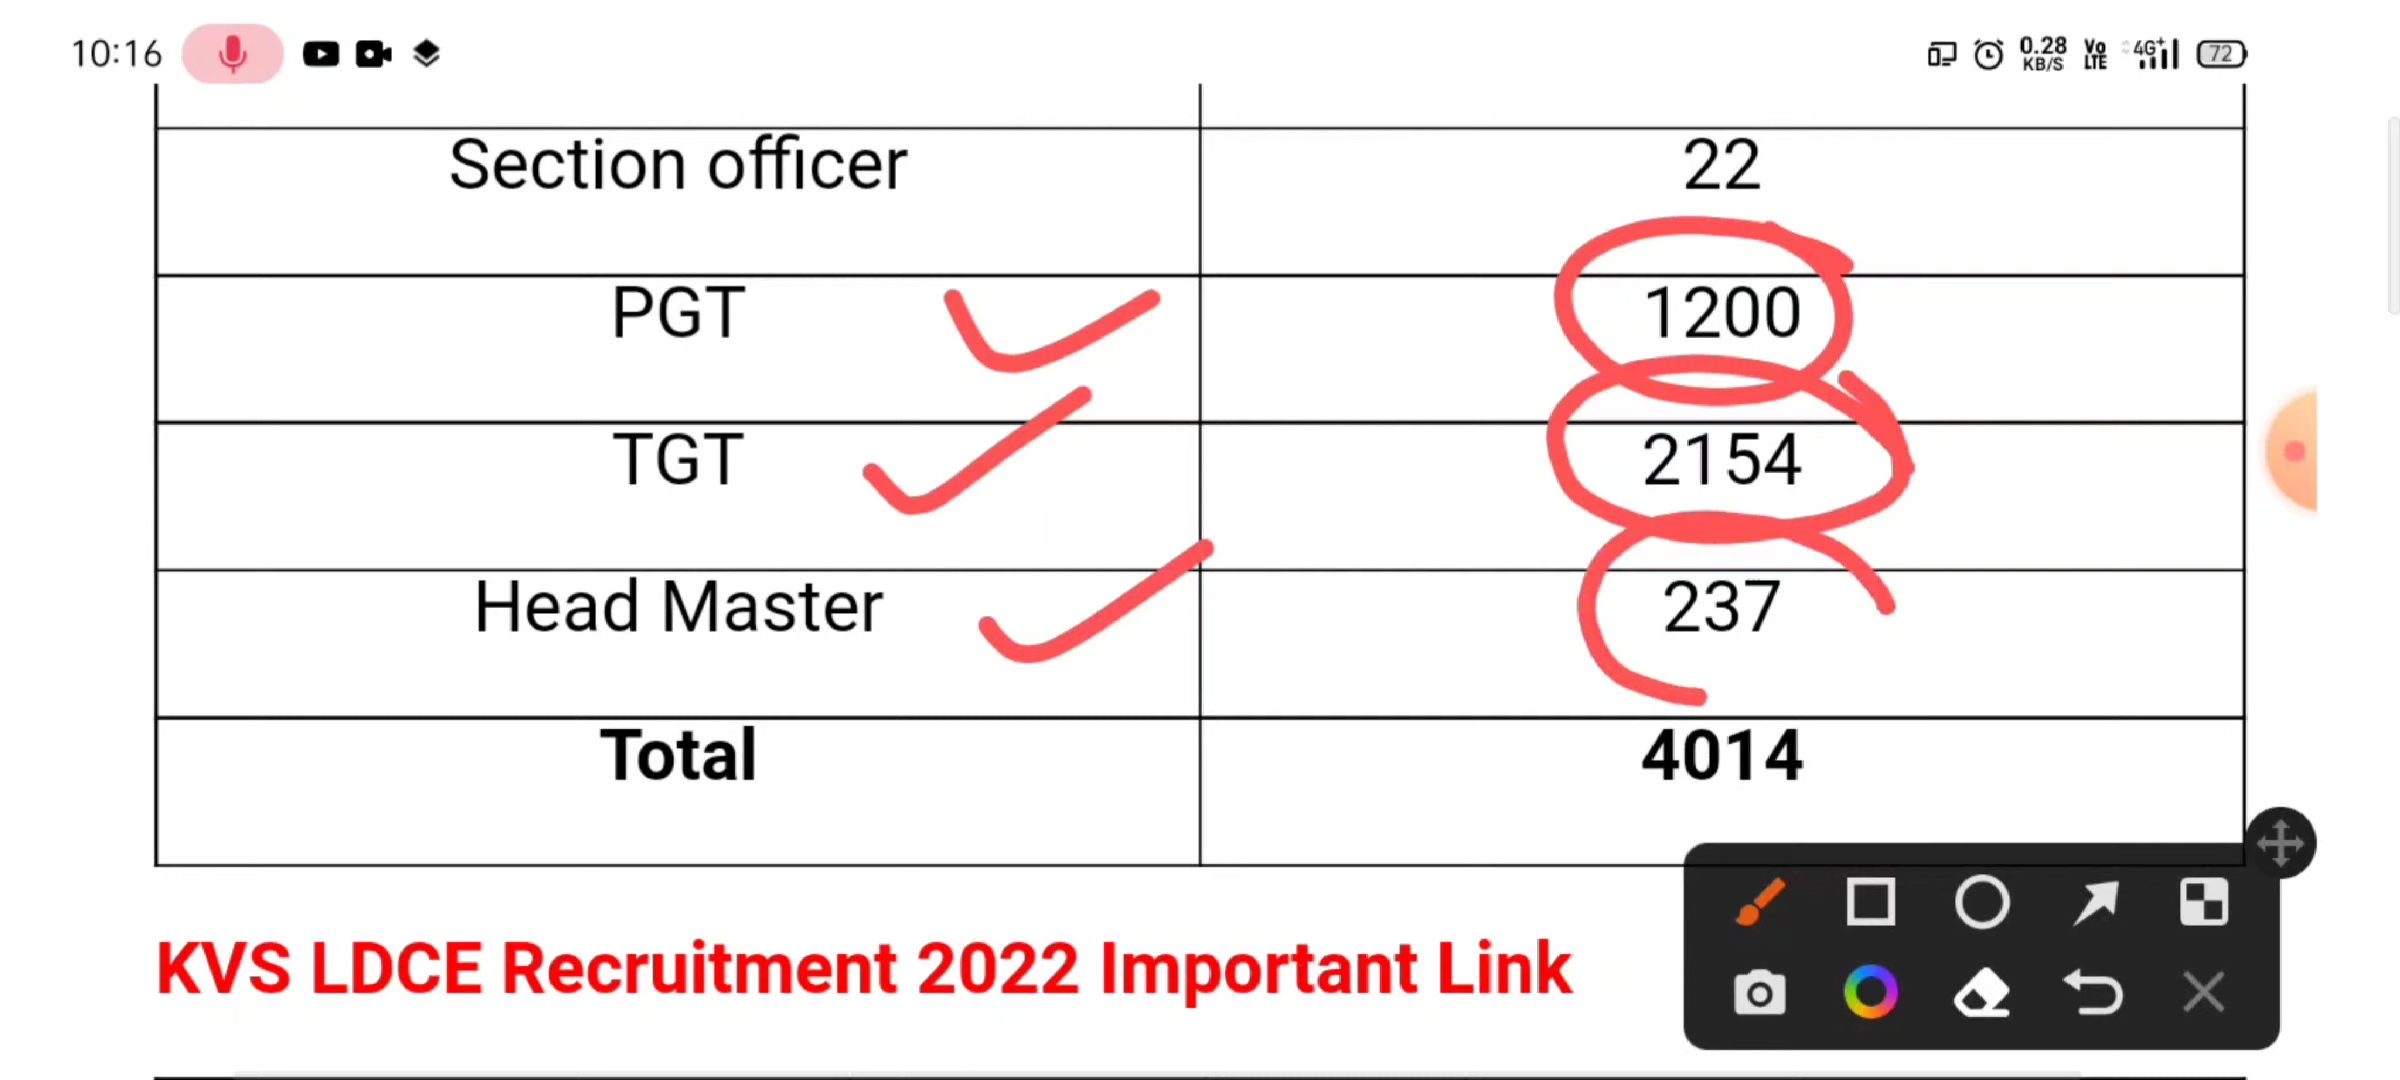 10:16 0.28 KB/S Vo LTE 4G+ 72
Section officer 22
PGT 1200
TGT 2154
Head Master 237
Total 4014
KVS LDCE Recruitment 2022 Important Link